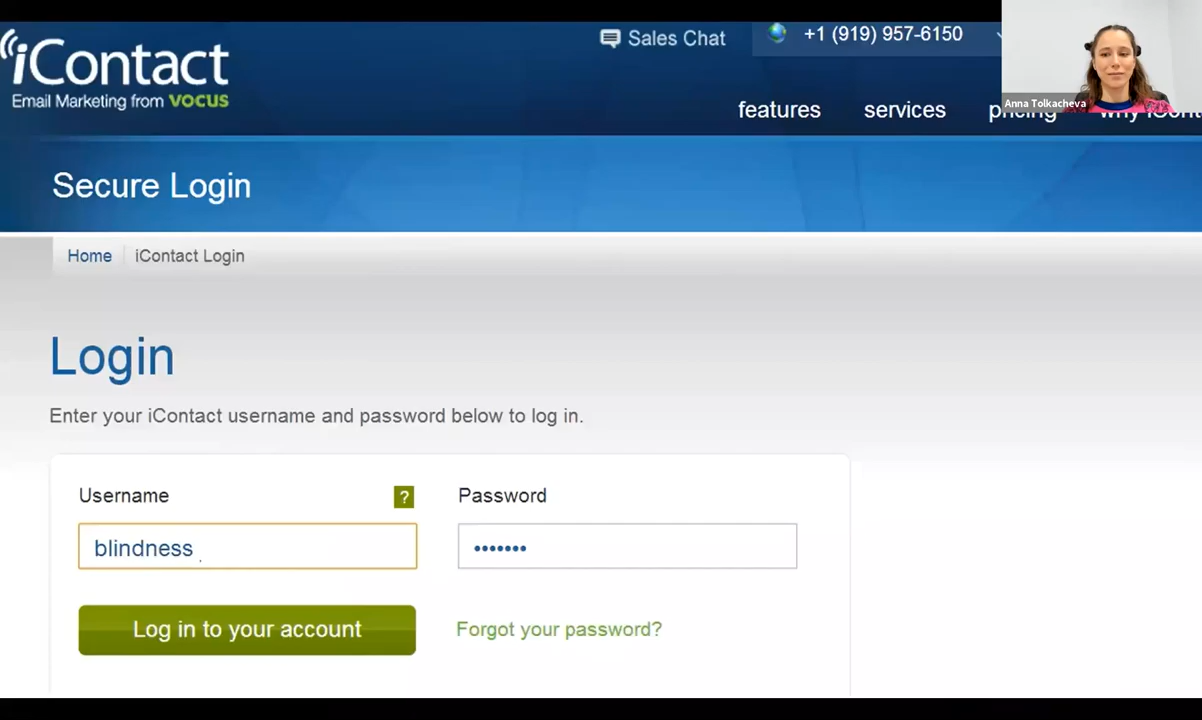 iContact
Email Marketing from VOCUS
Sales Chat
+1 (919) 957-6150
Anna Tolkacheva
features
services
pricing
Secure Login
Home
iContact Login
Login
Enter your iContact username and password below to log in.
Username
?
Password
blindness
•••••••
Log in to your account
Forgot your password?